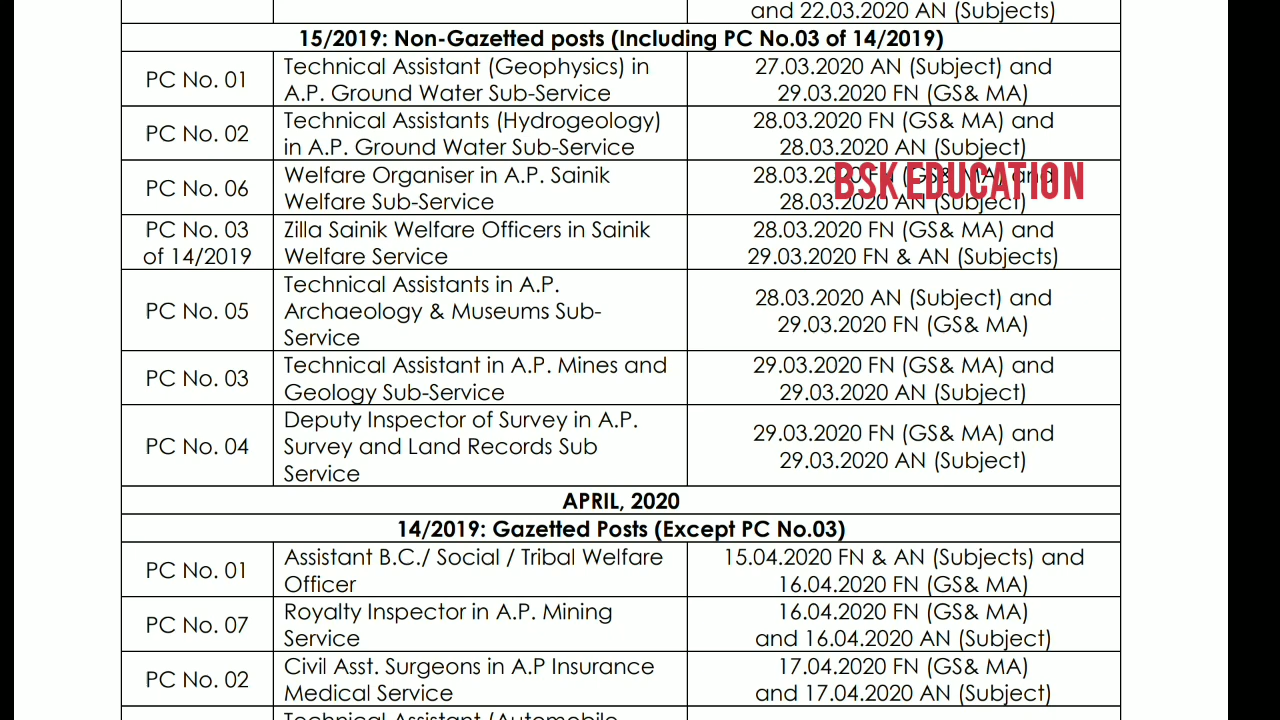 and 22.03.2020 AN (Subjects)
15/2019: Non-Gazetted posts (Including PC No.03 of 14/2019)
PC No. 01
Technical Assistant (Geophysics) in
A.P. Ground Water Sub-Service
27.03.2020 AN (Subject) and
29.03.2020 FN (GS& MA)
PC No. 02
Technical Assistants (Hydrogeology)
in A.P. Ground Water Sub-Service
28.03.2020 FN (GS& MA) and
28.03.2020 AN (Subject)
PC No. 06
Welfare Organiser in A.P. Sainik
Welfare Sub-Service
28.03.2020 FN (GS& MA) and
28.03.2020 AN (Subject)
BSK EDUCATION
PC No. 03
of 14/2019
Zilla Sainik Welfare Officers in Sainik
Welfare Service
28.03.2020 FN (GS& MA) and
29.03.2020 FN & AN (Subjects)
PC No. 05
Technical Assistants in A.P.
Archaeology & Museums Sub-
Service
28.03.2020 AN (Subject) and
29.03.2020 FN (GS& MA)
PC No. 03
Technical Assistant in A.P. Mines and
Geology Sub-Service
29.03.2020 FN (GS& MA) and
29.03.2020 AN (Subject)
PC No. 04
Deputy Inspector of Survey in A.P.
Survey and Land Records Sub
Service
29.03.2020 FN (GS& MA) and
29.03.2020 AN (Subject)
APRIL, 2020
14/2019: Gazetted Posts (Except PC No.03)
PC No. 01
Assistant B.C./ Social / Tribal Welfare
Officer
15.04.2020 FN & AN (Subjects) and
16.04.2020 FN (GS& MA)
PC No. 07
Royalty Inspector in A.P. Mining
Service
16.04.2020 FN (GS& MA)
and 16.04.2020 AN (Subject)
PC No. 02
Civil Asst. Surgeons in A.P Insurance
Medical Service
17.04.2020 FN (GS& MA)
and 17.04.2020 AN (Subject)
Technical Assistant (Automobile